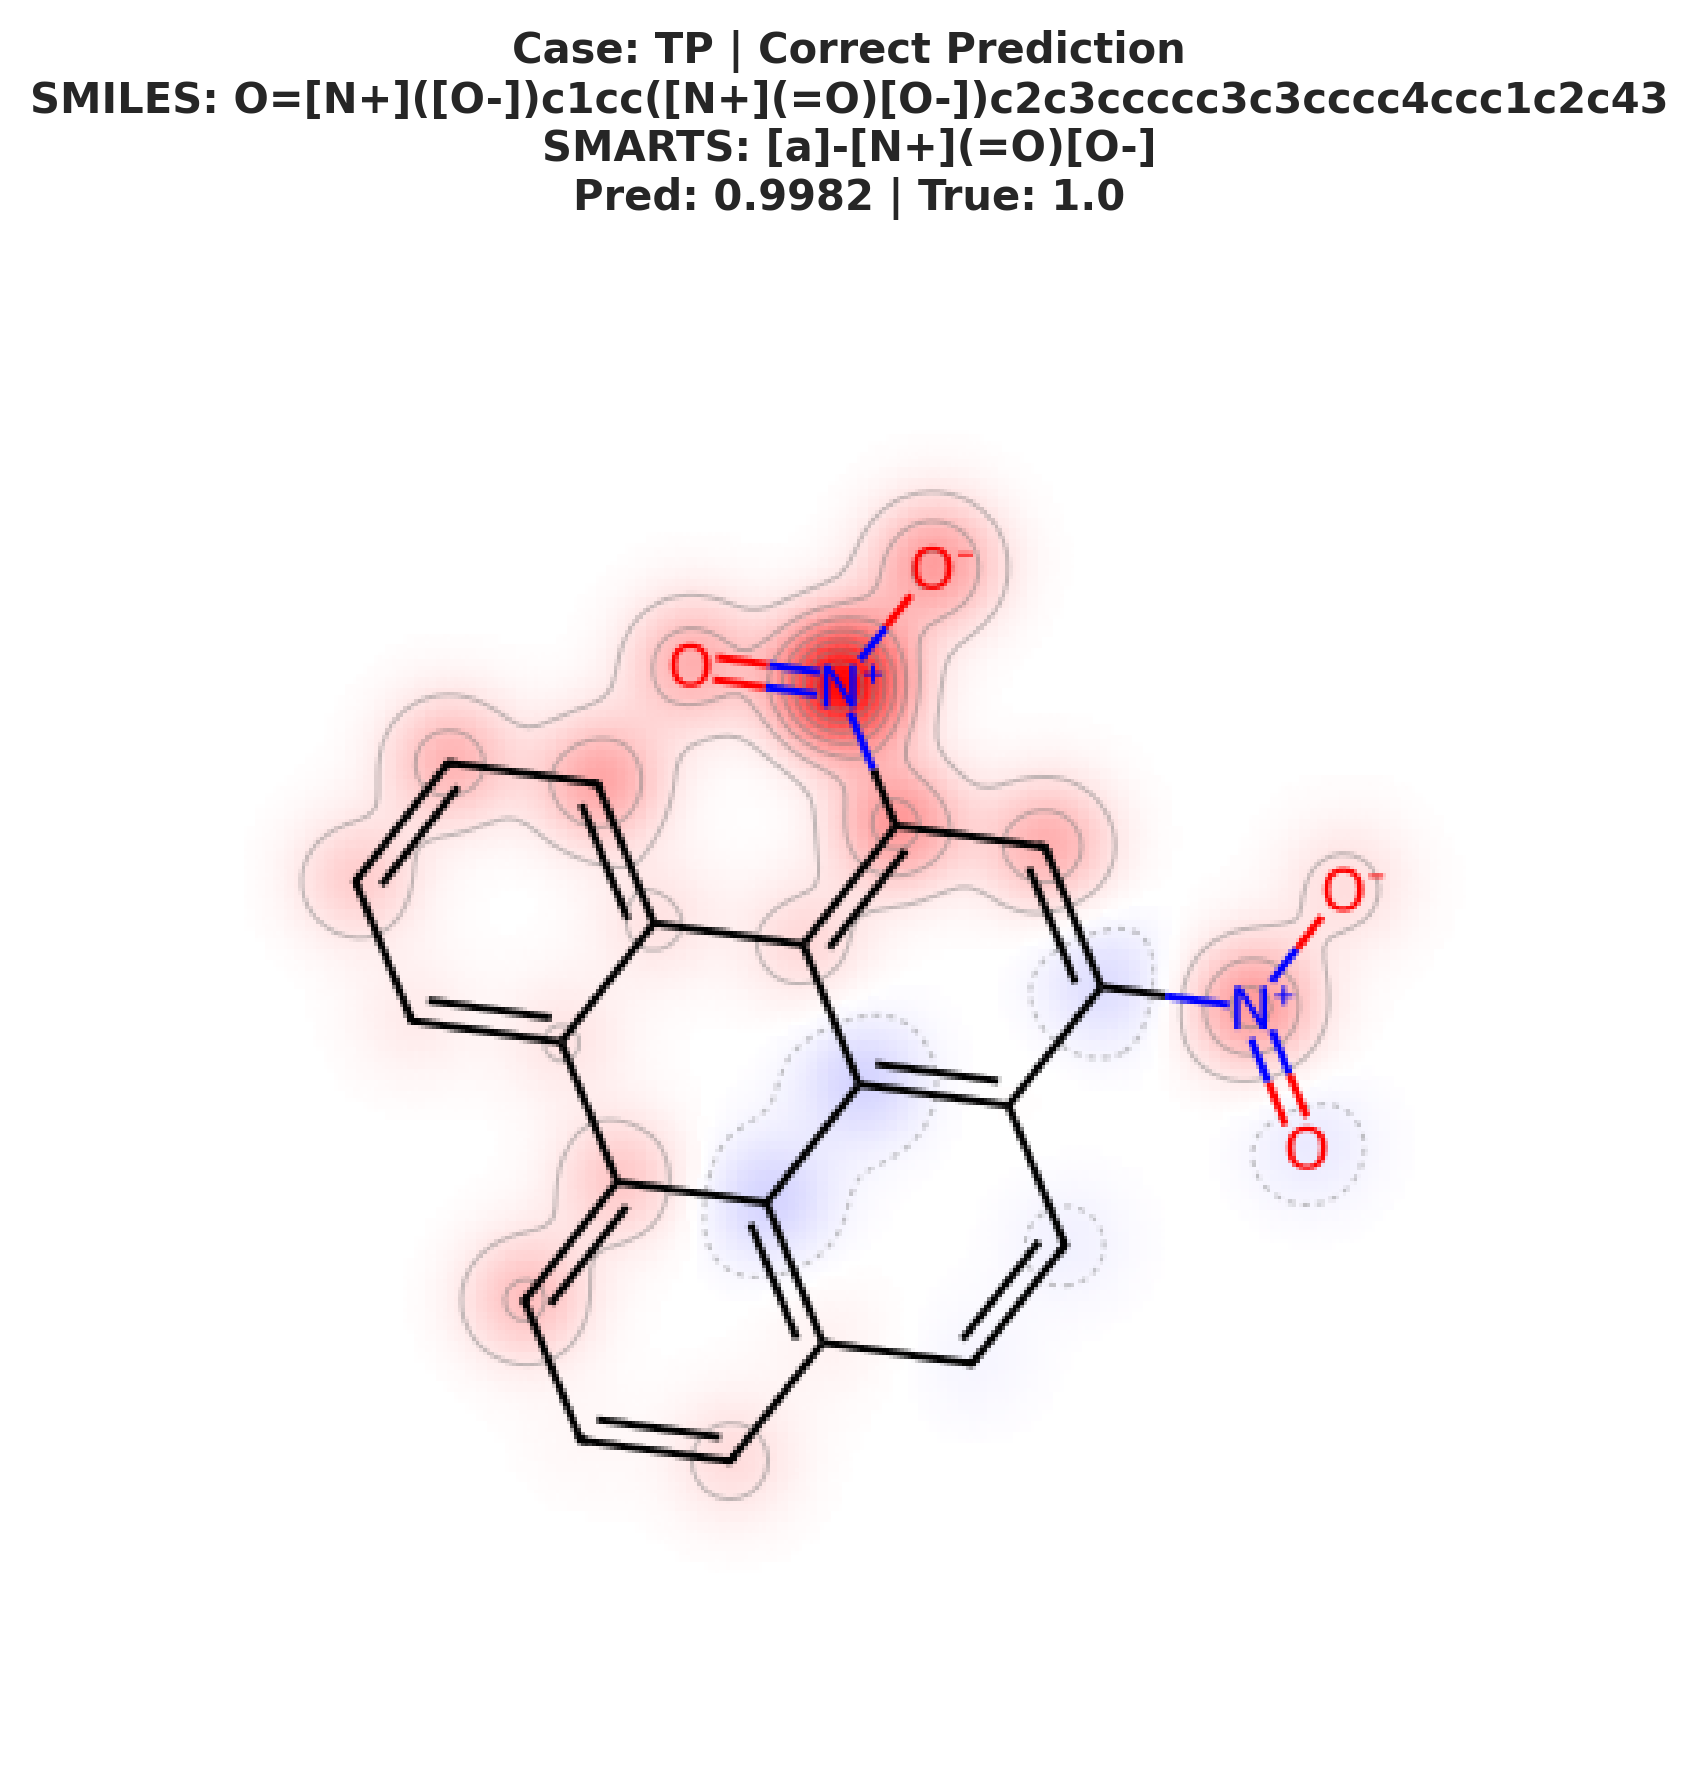 Case: TP | Correct Prediction
SMILES: O=[N+]([O-])c1cc([N+](=O)[O-])c2c3ccccc3c3cccc4ccc1c2c43
SMARTS: [a]-[N+](=O)[O-]
Pred: 0.9982 | True: 1.0
O⁻
O
N⁺
O⁻
N⁺
O